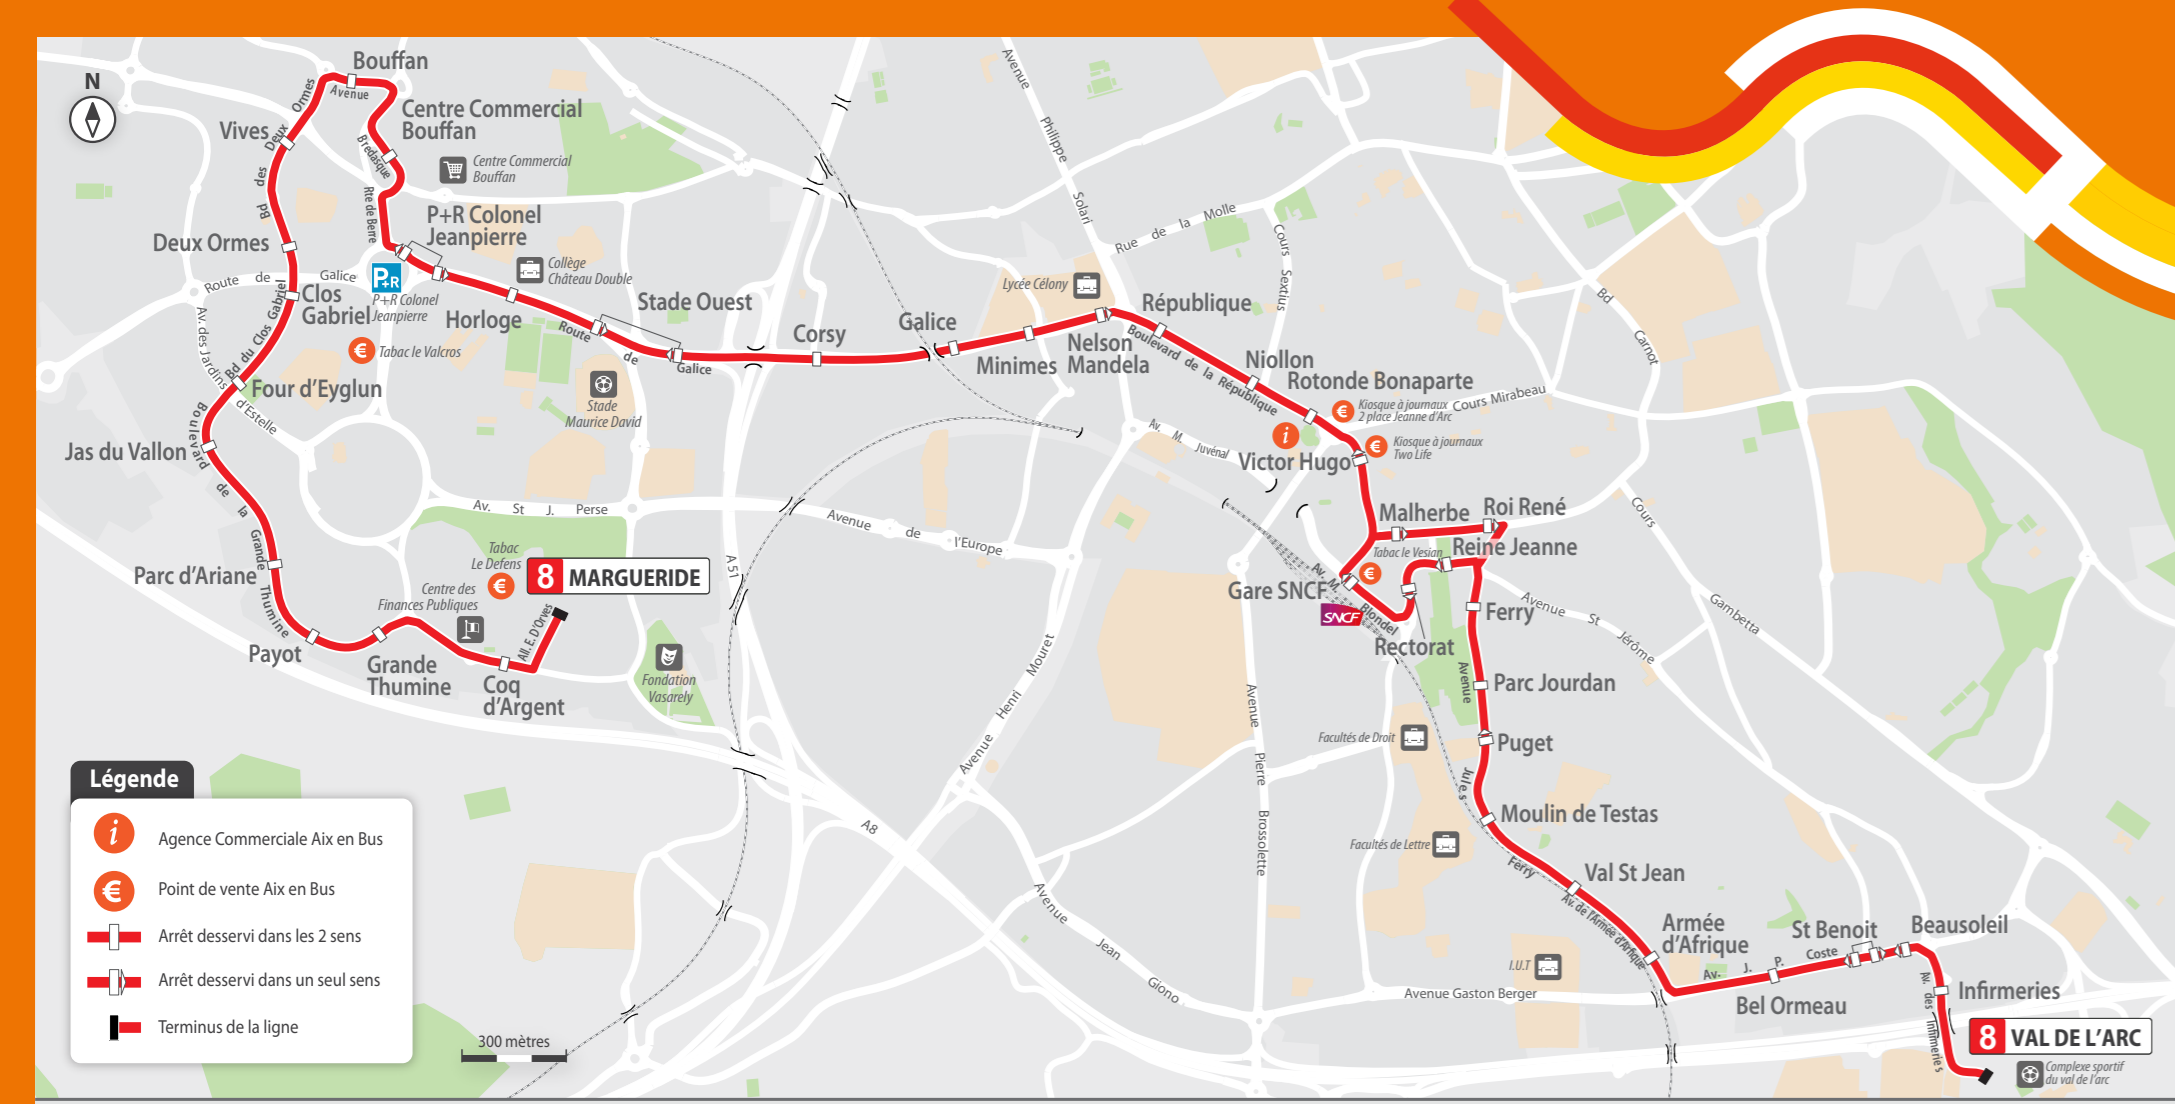 N
Bouffan
Avenue
Centre Commercial
Bouffan
Vives
Bd des Deux Ormes
Bredasque
Centre Commercial
Bouffan
Rte de Berre
P+R Colonel
Jeanpierre
Deux Ormes
Route de Galice
P+R
P+R Colonel
Jeanpierre
Clos
Gabriel
Bd du Clos Gabriel
Av. des Jardins
d'Estelle
Collège
Château Double
Horloge
Stade Ouest
Route de Galice
Tabac le Valcros
Four d'Eyglun
Stade
Maurice David
Corsy
Galice
Minimes
Nelson
Mandela
Lycée Célony
République
Avenue Philippe Solari
Rue de la Molle
Cours Sextius
Boulevard de la République
Niollon
Rotonde Bonaparte
Kiosque à journaux
2 place Jeanne d'Arc
Cours Mirabeau
Kiosque à journaux
Two Life
i
Victor Hugo
Bd Carnot
Av. M. Juvénal
Jas du Vallon
Boulevard de la Grande Thumine
Av. St J. Perse
Avenue de l'Europe
A 51
Malherbe
Roi René
Tabac le Vesian
Reine Jeanne
Cours Gambetta
Parc d'Ariane
Tabac
Le Defens
8 MARGUERIDE
Centre des
Finances Publiques
All. E. D'Orves
Gare SNCF
SNCF
Av. M. Blondel
Rectorat
Ferry
Avenue St Jérôme
Payot
Grande
Thumine
Coq
d'Argent
Fondation
Vasarely
Avenue Henri Mouret
Avenue Pierre Brossolette
Parc Jourdan
Avenue Jules Ferry
Facultés de Droit
Puget
Moulin de Testas
Facultés de Lettre
Val St Jean
Av. de l'Armée d'Afrique
Armée
d'Afrique
A8
Avenue Jean Giono
I.U.T
Avenue Gaston Berger
Av. J. P. Coste
Bel Ormeau
St Benoit
Beausoleil
Av. des Infirmeries
Infirmeries
8 VAL DE L'ARC
Complexe sportif
du val de l'arc
Légende
i Agence Commerciale Aix en Bus
€ Point de vente Aix en Bus
Arrêt desservi dans les 2 sens
Arrêt desservi dans un seul sens
Terminus de la ligne
300 mètres